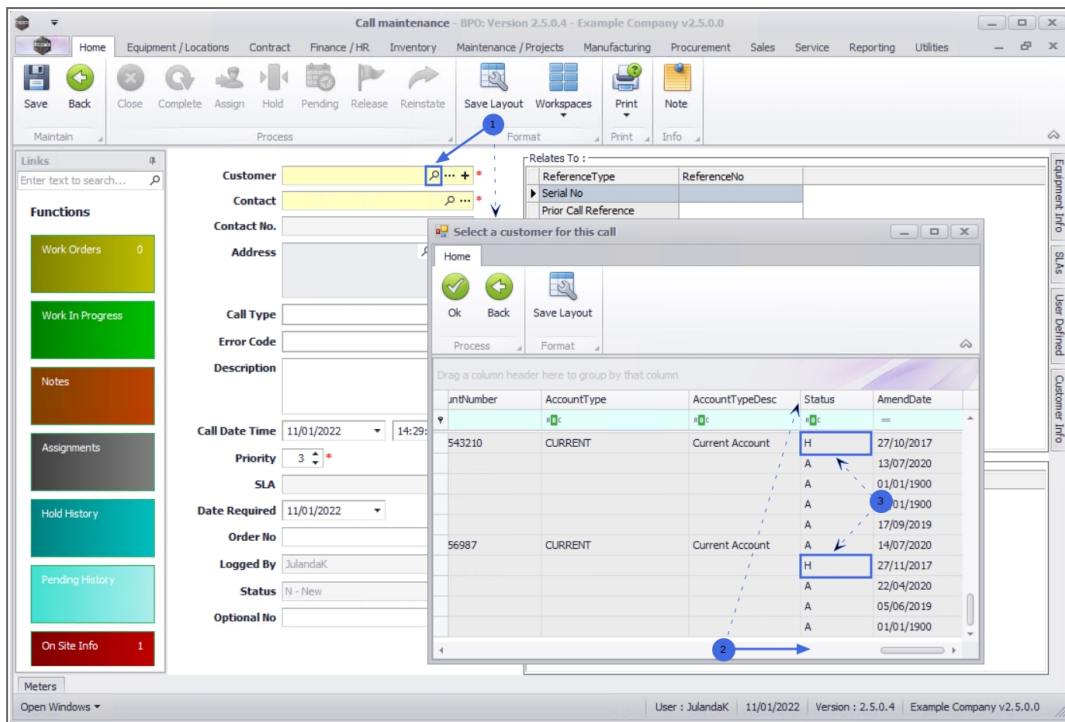 Call maintenance - BPO: Version 2.5.0.4 - Example Company v2.5.0.0
Home Equipment / Locations Contract Finance / HR Inventory Maintenance / Projects Manufacturing Procurement Sales Service Reporting Utilities
Save Back Close Complete Assign Hold Pending Release Reinstate Save Layout Workspaces Print Note
1
Maintain Process Format Print Info
Links
Enter text to search...
Functions
Work Orders 0
Work In Progress
Notes
Assignments
Hold History
Pending History
On Site Info 1
Customer *
Contact *
Contact No.
Address
Call Type
Error Code
Description
Call Date Time 11/01/2022 14:29:
Priority 3 *
SLA
Date Required 11/01/2022
Order No
Logged By JulandaK
Status N - New
Optional No
Relates To :
ReferenceType ReferenceNo
Serial No
Prior Call Reference
Equipment Info
SLAs
User Defined
Customer Info
Select a customer for this call
Home
Ok Back Save Layout
Process Format
Drag a column header here to group by that column
untNumber AccountType AccountTypeDesc Status AmendDate
543210 CURRENT Current Account H 27/10/2017
A 13/07/2020
A 01/01/1900
A 01/1900
3
A 17/09/2019
56987 CURRENT Current Account A 14/07/2020
H 27/11/2017
A 22/04/2020
A 05/06/2019
A 01/01/1900
2
Meters
Open Windows User : JulandaK 11/01/2022 Version : 2.5.0.4 Example Company v2.5.0.0